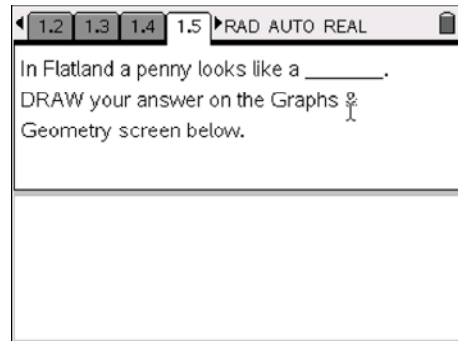 1.2 1.3 1.4 1.5 RAD AUTO REAL
In Flatland a penny looks like a ________.
DRAW your answer on the Graphs &
Geometry screen below.